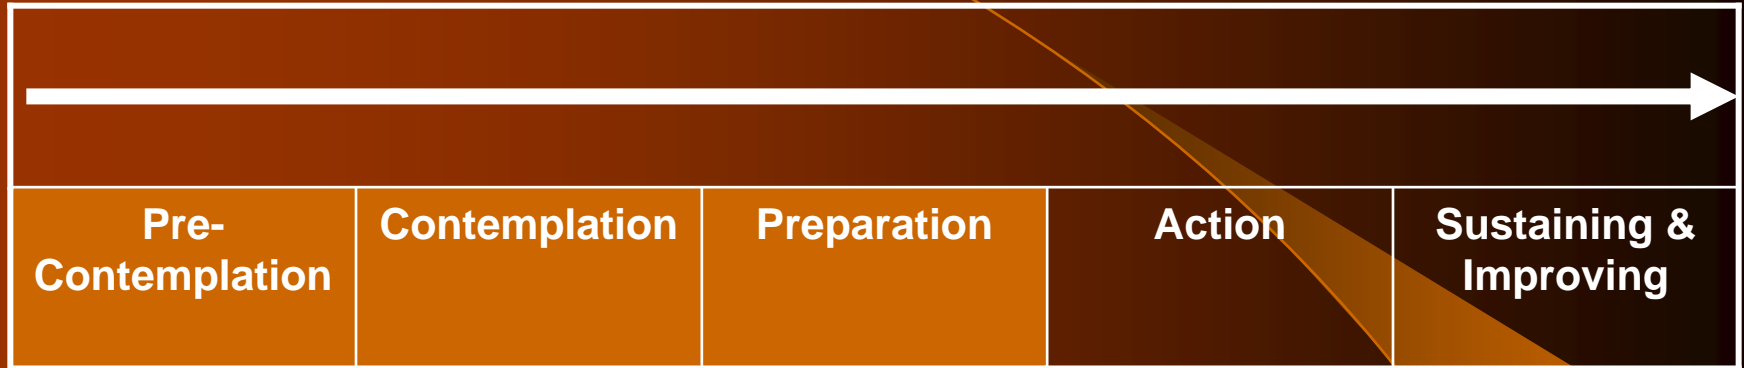 Pre-
Contemplation
Contemplation
Preparation
Action
Sustaining &
Improving